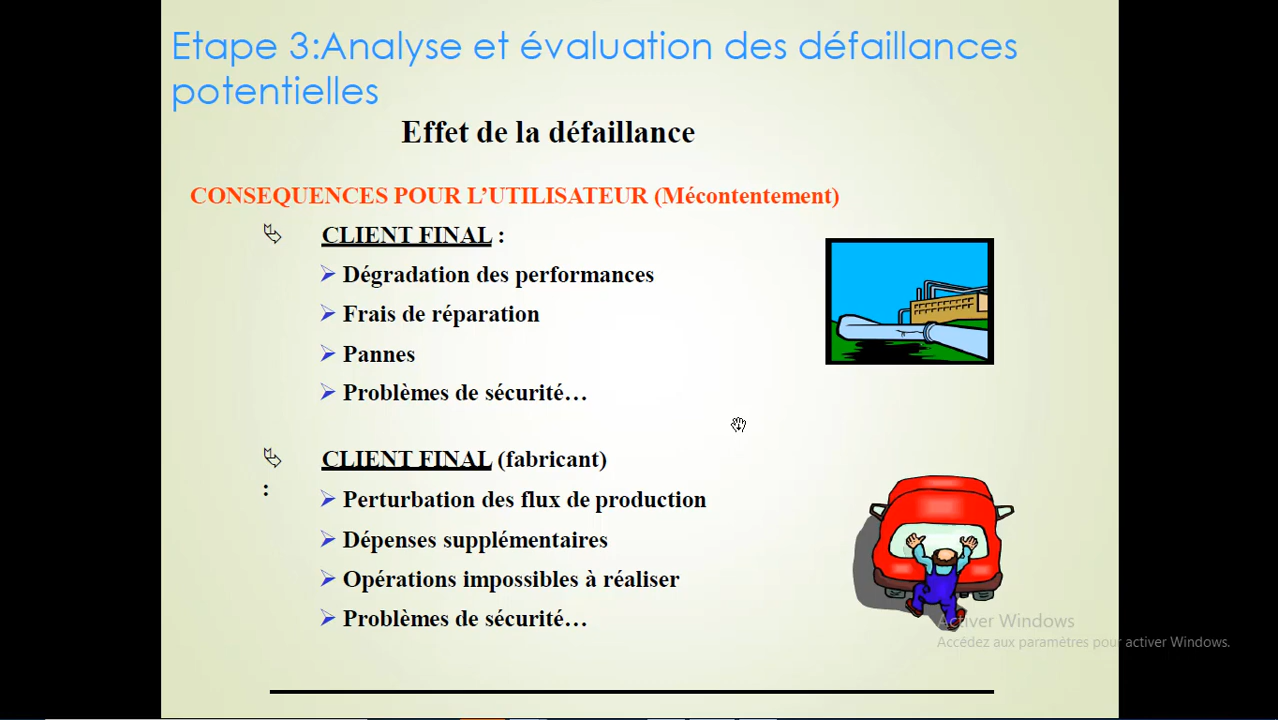 Etape 3:Analyse et évaluation des défaillances
potentielles
Effet de la défaillance
CONSEQUENCES POUR L’UTILISATEUR (Mécontentement)
CLIENT FINAL :
Dégradation des performances
Frais de réparation
Pannes
Problèmes de sécurité…
CLIENT FINAL (fabricant)
:
Perturbation des flux de production
Dépenses supplémentaires
Opérations impossibles à réaliser
Problèmes de sécurité…
Activer Windows
Accédez aux paramètres pour activer Windows.